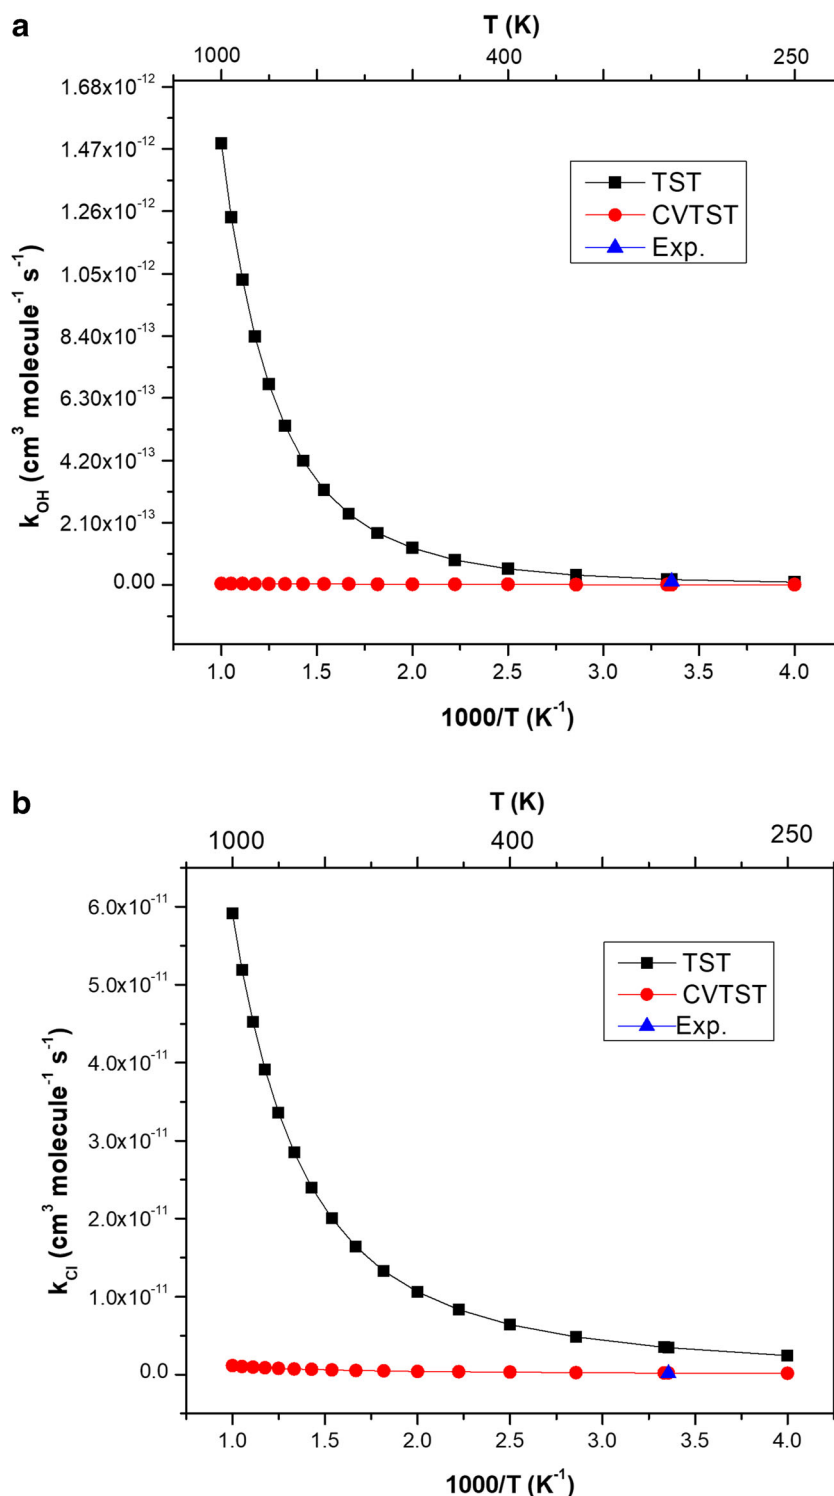 a
T (K)
1000 400 250
1.68x10⁻¹²
1.47x10⁻¹²
1.26x10⁻¹²
1.05x10⁻¹²
8.40x10⁻¹³
6.30x10⁻¹³
4.20x10⁻¹³
2.10x10⁻¹³
0.00
k_OH (cm³ molecule⁻¹ s⁻¹)
TST
CVTST
Exp.
1.0 1.5 2.0 2.5 3.0 3.5 4.0
1000/T (K⁻¹)
b
T (K)
1000 400 250
6.0x10⁻¹¹
5.0x10⁻¹¹
4.0x10⁻¹¹
3.0x10⁻¹¹
2.0x10⁻¹¹
1.0x10⁻¹¹
0.0
k_Cl (cm³ molecule⁻¹ s⁻¹)
TST
CVTST
Exp.
1.0 1.5 2.0 2.5 3.0 3.5 4.0
1000/T (K⁻¹)